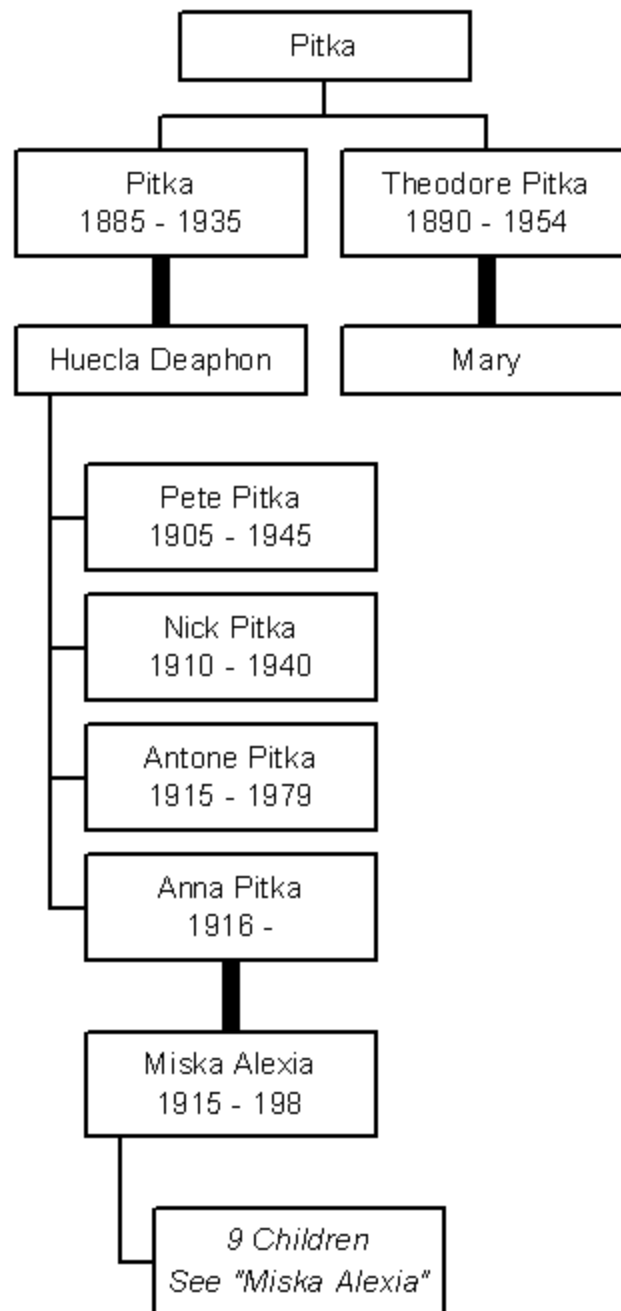 Pitka
Pitka
1885 - 1935
Theodore Pitka
1890 - 1954
Huecla Deaphon
Mary
Pete Pitka
1905 - 1945
Nick Pitka
1910 - 1940
Antone Pitka
1915 - 1979
Anna Pitka
1916 -
Miska Alexia
1915 - 198
9 Children
See "Miska Alexia"